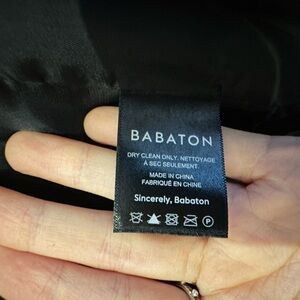 BABATON
DRY CLEAN ONLY. NETTOYAGE
À SEC SEULEMENT.
MADE IN CHINA
FABRIQUÉ EN CHINE
Sincerely, Babaton
P